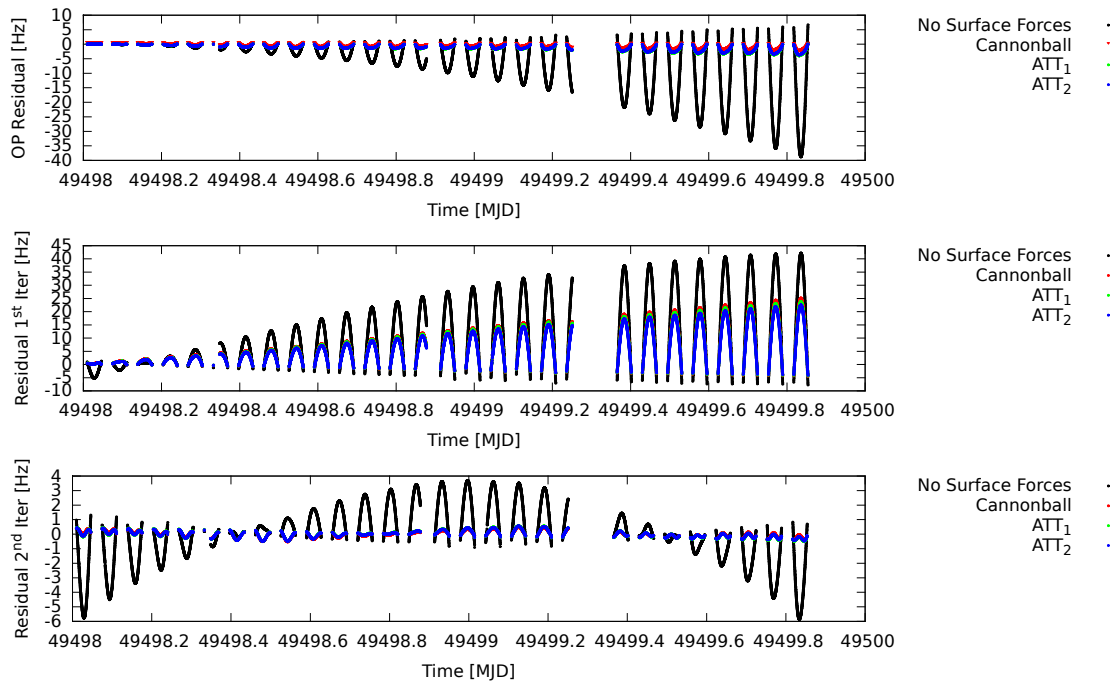 OP Residual [Hz]
10
5
0
-5
-10
-15
-20
-25
-30
-35
-40
49498 49498.2 49498.4 49498.6 49498.8 49499 49499.2 49499.4 49499.6 49499.8 49500
Time [MJD]
No Surface Forces
Cannonball
ATT1
ATT2
Residual 1st Iter [Hz]
45
40
35
30
25
20
15
10
5
0
-5
-10
49498 49498.2 49498.4 49498.6 49498.8 49499 49499.2 49499.4 49499.6 49499.8 49500
Time [MJD]
No Surface Forces
Cannonball
ATT1
ATT2
Residual 2nd Iter [Hz]
4
3
2
1
0
-1
-2
-3
-4
-5
-6
49498 49498.2 49498.4 49498.6 49498.8 49499 49499.2 49499.4 49499.6 49499.8 49500
Time [MJD]
No Surface Forces
Cannonball
ATT1
ATT2